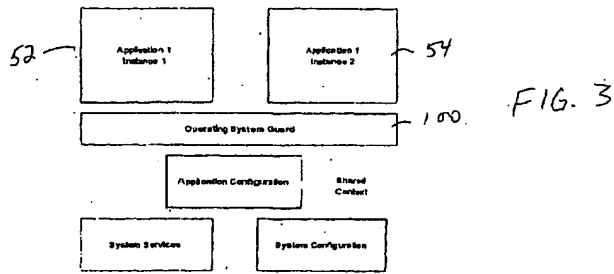 52
Application 1
Instance 1
Application 1
Instance 2
54
FIG. 3
Operating System Guard
100
Application Configuration
Shared
Context
System Services
System Configuration